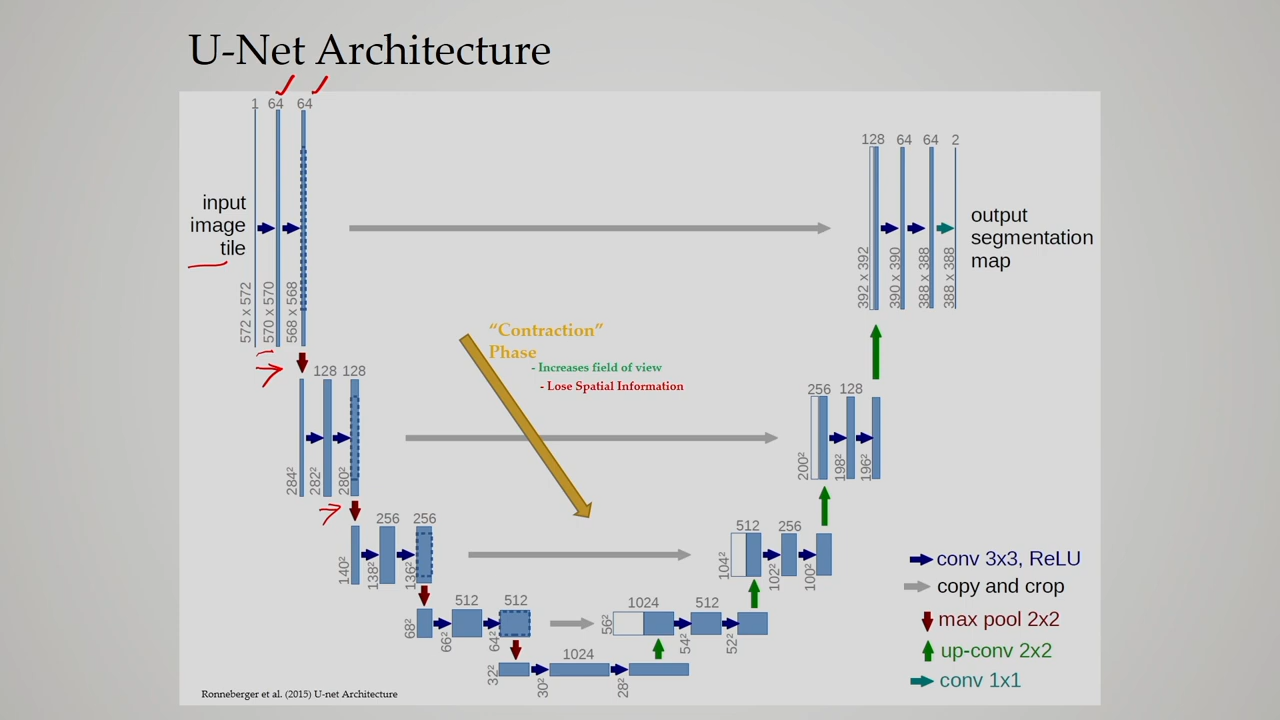 U-Net Architecture
1 64 64
128 64 64 2
input
image
tile
output
segmentation
map
572 x 572
570 x 570
568 x 568
392 x 392
390 x 390
388 x 388
388 x 388
“Contraction”
Phase
- Increases field of view
- Lose Spatial Information
128 128
256 128
284²
282²
280²
200²
198²
196²
256 256
512 256
140²
138²
136²
104²
102²
100²
512 512
1024 512
68²
66²
64²
56²
54²
52²
1024
32²
30²
28²
conv 3x3, ReLU
copy and crop
max pool 2x2
up-conv 2x2
conv 1x1
Ronneberger et al. (2015) U-net Architecture